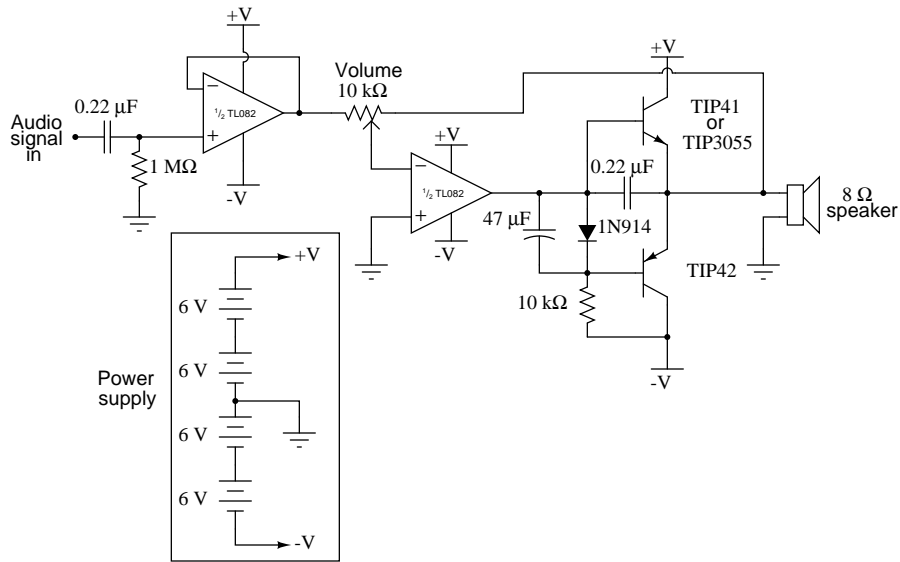 +V
½ TL082
-V
0.22 µF
Audio
signal
in
1 MΩ
Volume
10 kΩ
+V
½ TL082
-V
47 µF
0.22 µF
1N914
10 kΩ
+V
TIP41
or
TIP3055
TIP42
-V
8 Ω
speaker
Power
supply
+V
6 V
6 V
6 V
6 V
-V
−
+
−
+